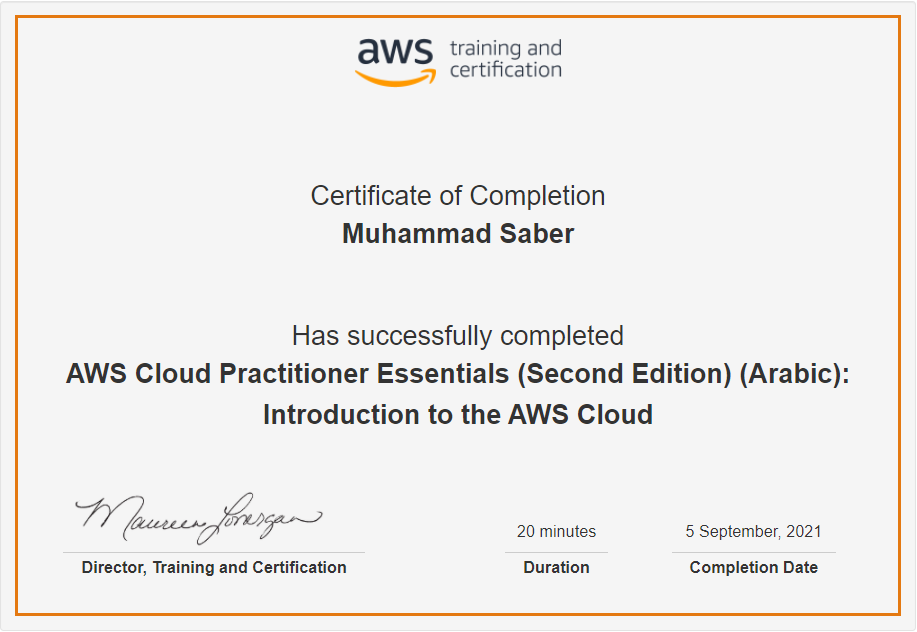 aws training and
certification
Certificate of Completion
Muhammad Saber
Has successfully completed
AWS Cloud Practitioner Essentials (Second Edition) (Arabic):
Introduction to the AWS Cloud
Maureen Lonergan
20 minutes
5 September, 2021
Director, Training and Certification
Duration
Completion Date